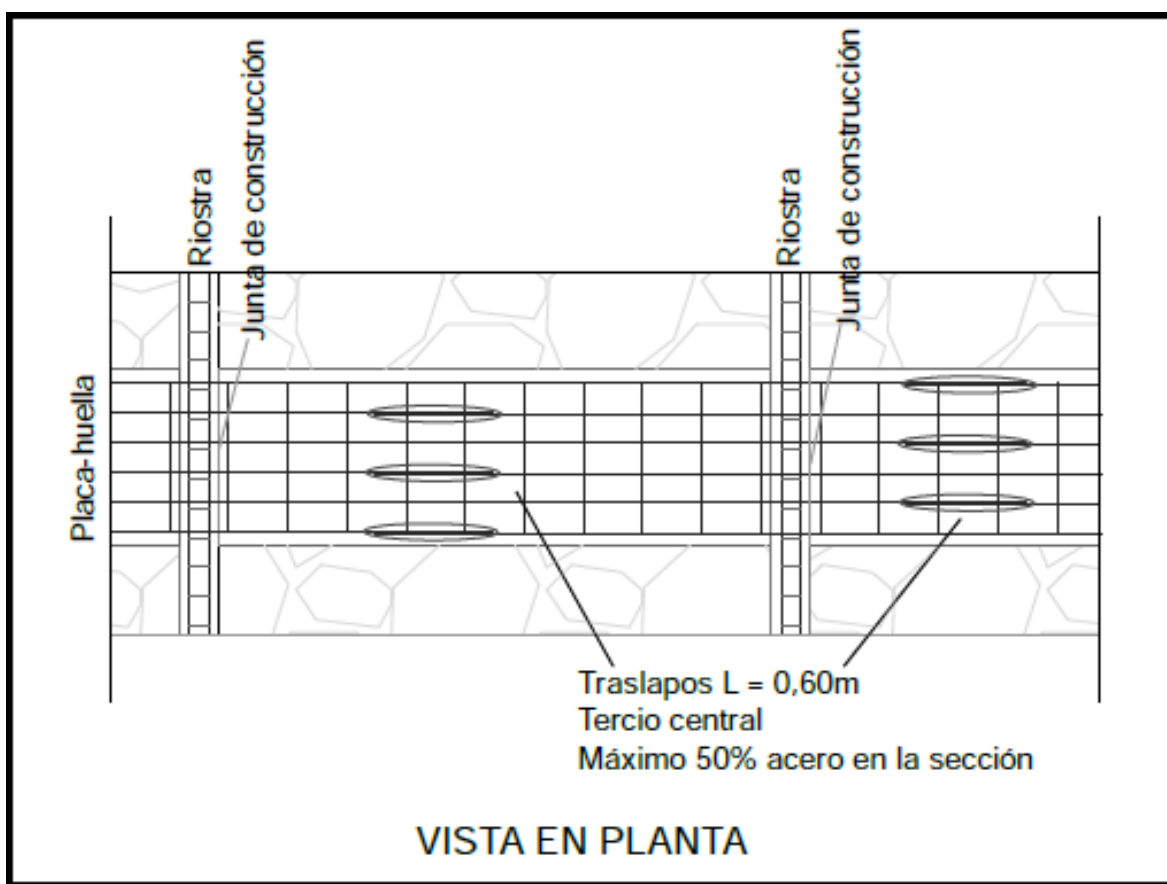 Riostra
Junta de construcción
Riostra
Junta de construcción
Placa-huella
Traslapos L = 0,60m
Tercio central
Máximo 50% acero en la sección
VISTA EN PLANTA